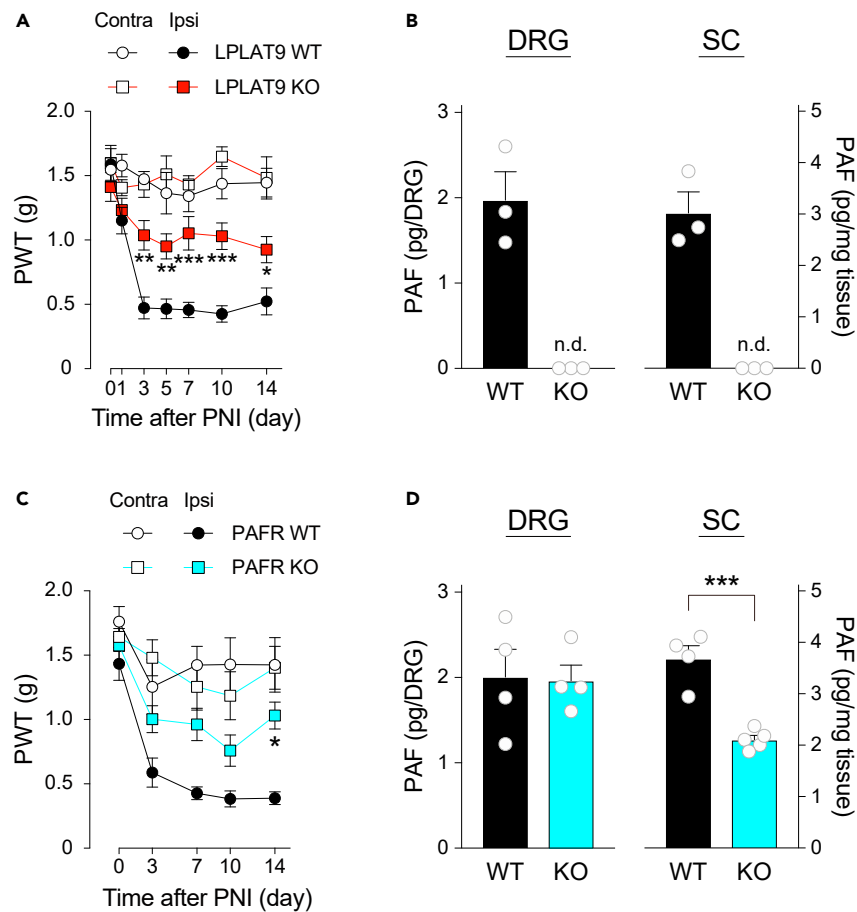 A
Contra Ipsi
LPLAT9 WT
LPLAT9 KO
2.0
1.5
1.0
0.5
0
PWT (g)
** ** *** *** *
0 1 3 5 7 10 14
Time after PNI (day)
B
DRG SC
3
2
1
0
PAF (pg/DRG)
5
4
3
2
1
0
PAF (pg/mg tissue)
n.d. n.d.
WT KO WT KO
C
Contra Ipsi
PAFR WT
PAFR KO
2.0
1.5
1.0
0.5
0
PWT (g)
*
0 3 7 10 14
Time after PNI (day)
D
DRG SC
***
3
2
1
0
PAF (pg/DRG)
5
4
3
2
1
0
PAF (pg/mg tissue)
WT KO WT KO